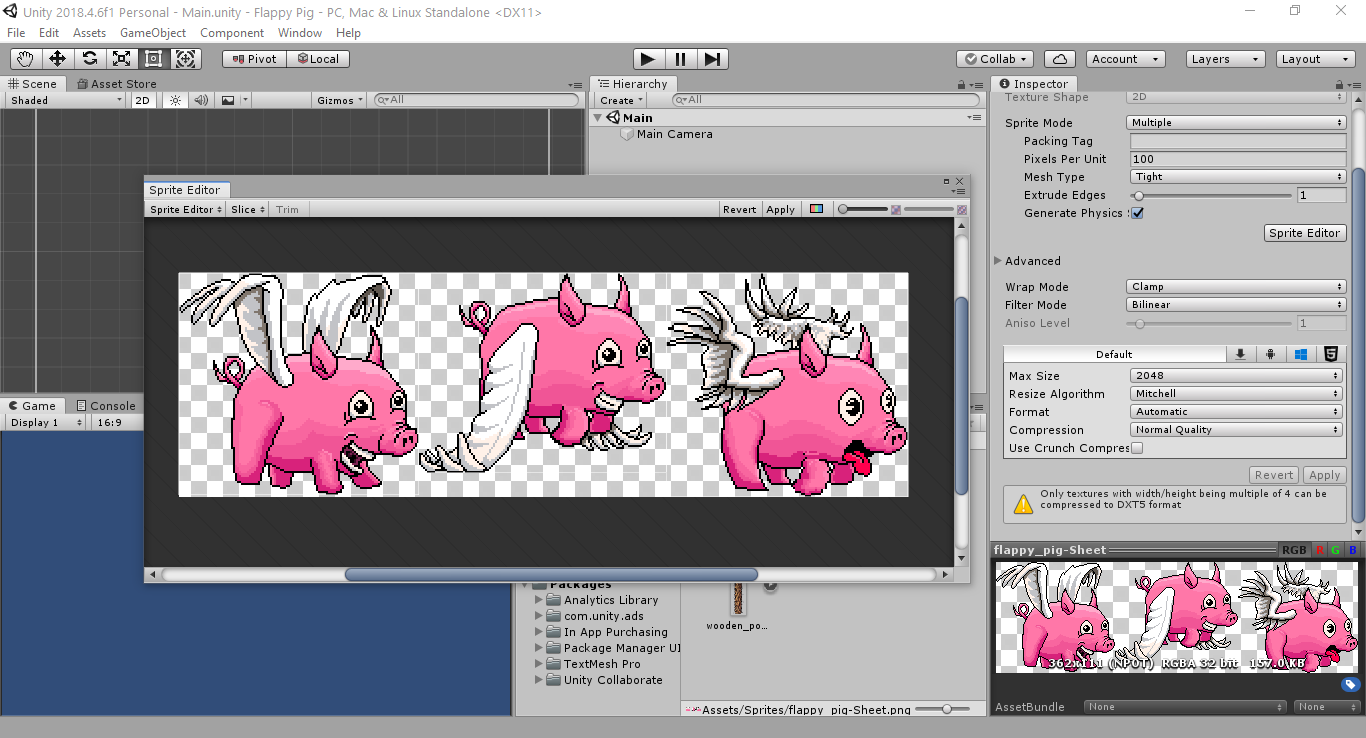 Unity 2018.4.6f1 Personal - Main.unity - Flappy Pig - PC, Mac & Linux Standalone <DX11>
File Edit Assets GameObject Component Window Help
Pivot Local Collab Account Layers Layout
Scene Asset Store
Shaded 2D Gizmos All
Hierarchy
Create All
Main
Main Camera
Sprite Editor
Sprite Editor Slice Trim Revert Apply
Game Console
Display 1 16:9
Packages
Analytics Library
com.unity.ads
In App Purchasing
Package Manager UI
TextMesh Pro
Unity Collaborate
wooden_po...
Assets/Sprites/flappy_pig-Sheet.png
Inspector
Texture Shape 2D
Sprite Mode Multiple
Packing Tag
Pixels Per Unit 100
Mesh Type Tight
Extrude Edges 1
Generate Physics
Sprite Editor
Advanced
Wrap Mode Clamp
Filter Mode Bilinear
Aniso Level 1
Default
Max Size 2048
Resize Algorithm Mitchell
Format Automatic
Compression Normal Quality
Use Crunch Compres
Revert Apply
Only textures with width/height being multiple of 4 can be
compressed to DXT5 format
flappy_pig-Sheet RGB R G B
362x111 (NPOT) RGBA 32 bit 157.0 KB
AssetBundle None None